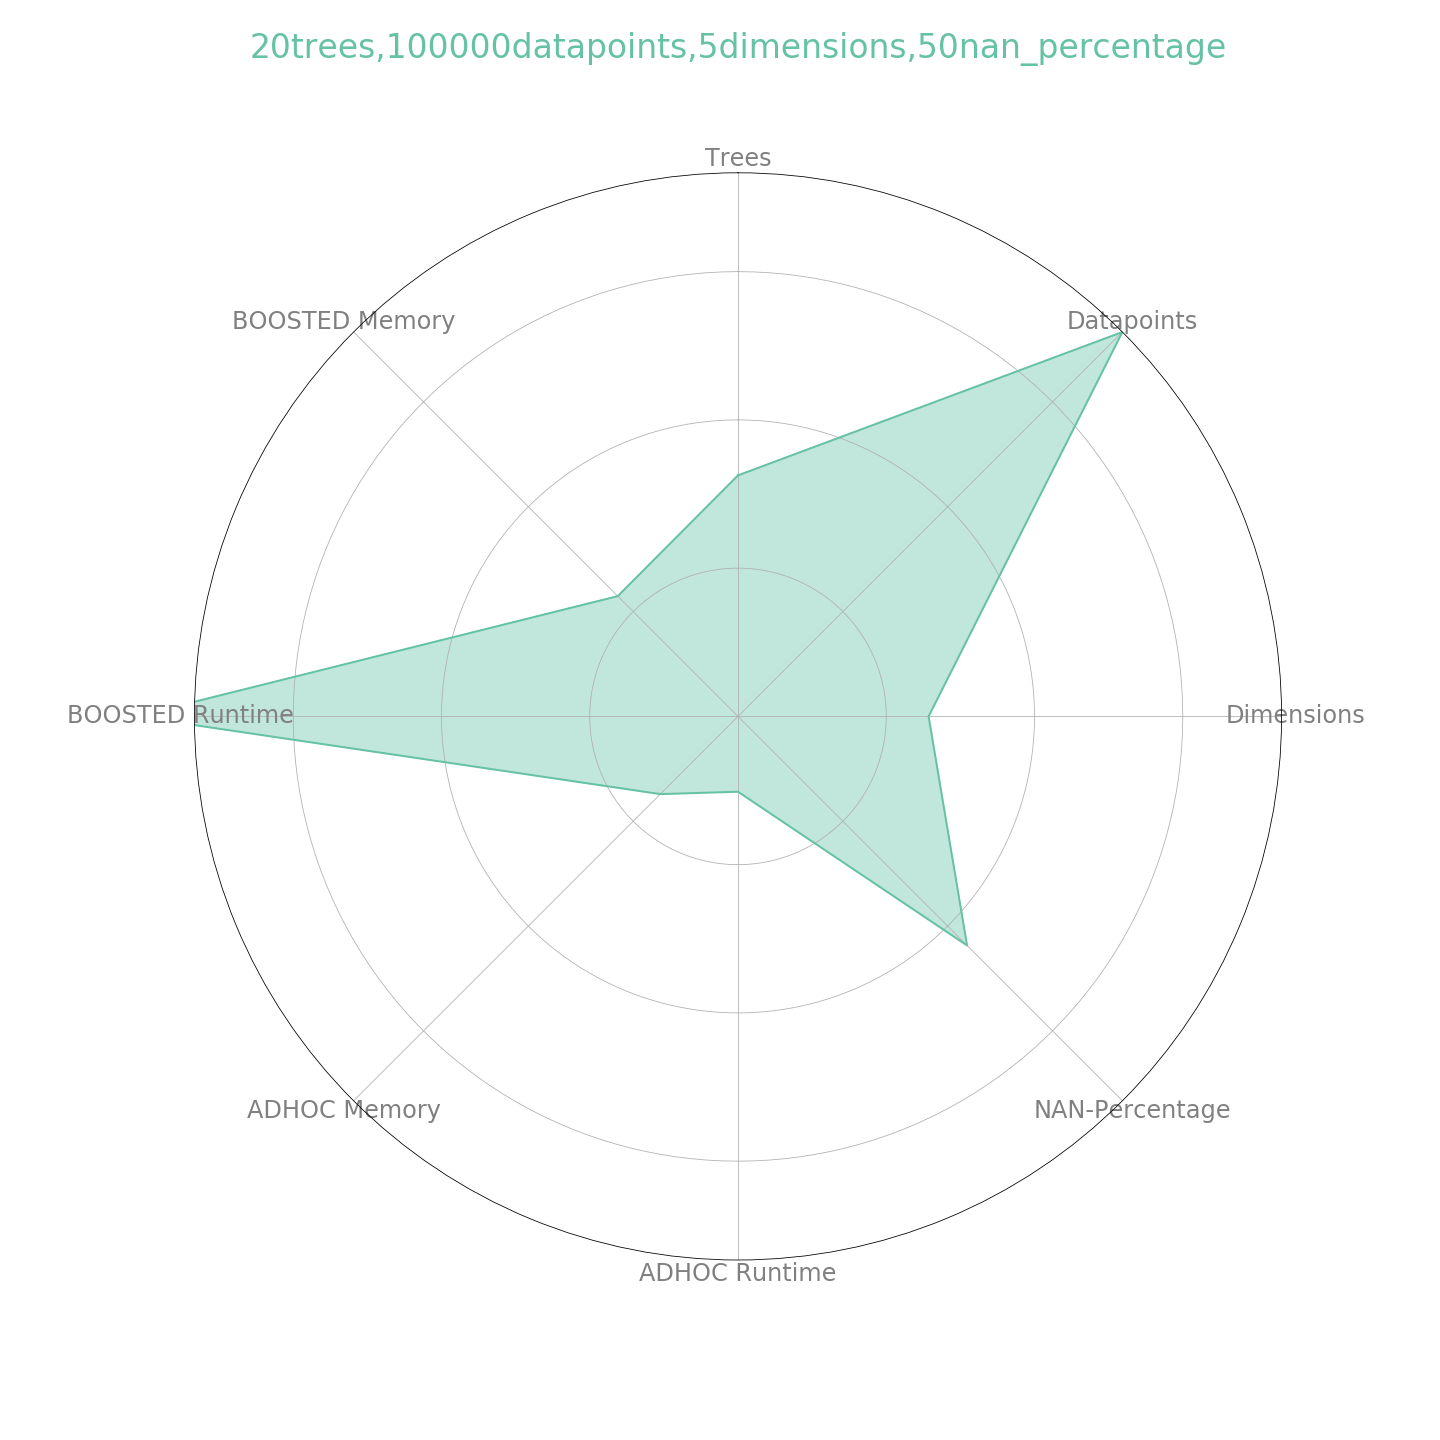 20trees,100000datapoints,5dimensions,50nan_percentage
Trees
BOOSTED Memory
Datapoints
BOOSTED Runtime
Dimensions
ADHOC Memory
NAN-Percentage
ADHOC Runtime